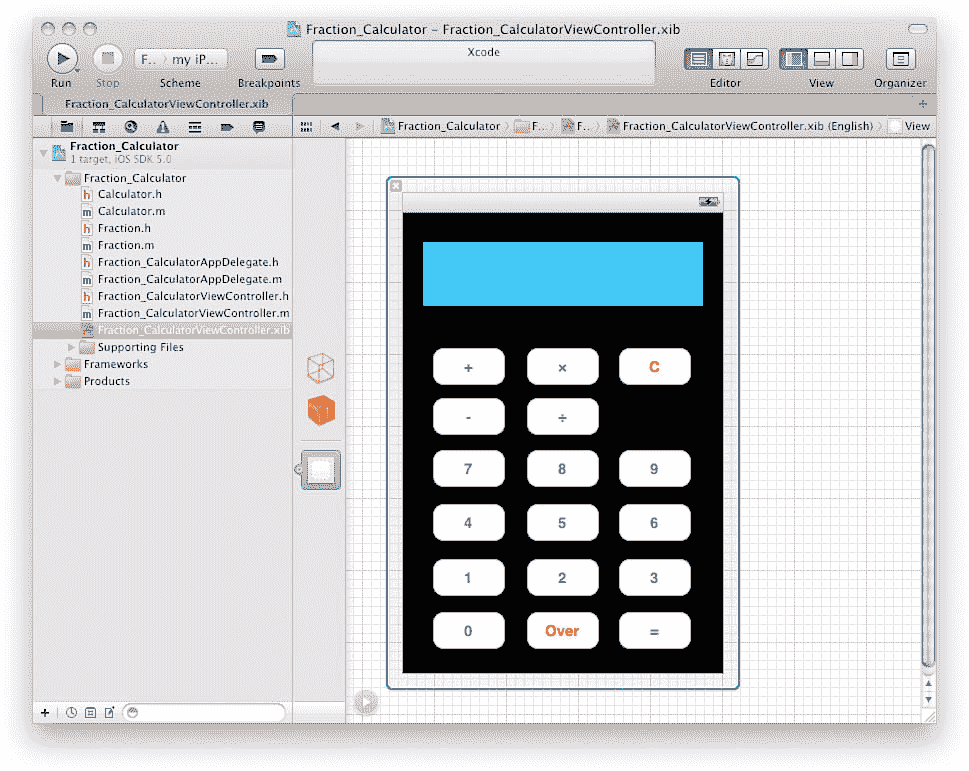 Fraction_Calculator – Fraction_CalculatorViewController.xib
F.. my iP... Xcode
Run Stop Scheme Breakpoints Editor View Organizer
Fraction_CalculatorViewController.xib +
Fraction_Calculator F... F... Fraction_CalculatorViewController.xib (English) View
Fraction_Calculator
1 target, iOS SDK 5.0
Fraction_Calculator
h Calculator.h
m Calculator.m
h Fraction.h
m Fraction.m
h Fraction_CalculatorAppDelegate.h
m Fraction_CalculatorAppDelegate.m
h Fraction_CalculatorViewController.h
m Fraction_CalculatorViewController.m
Fraction_CalculatorViewController.xib
Supporting Files
Frameworks
Products
+ × C
- ÷
7 8 9
4 5 6
1 2 3
0 Over =
+